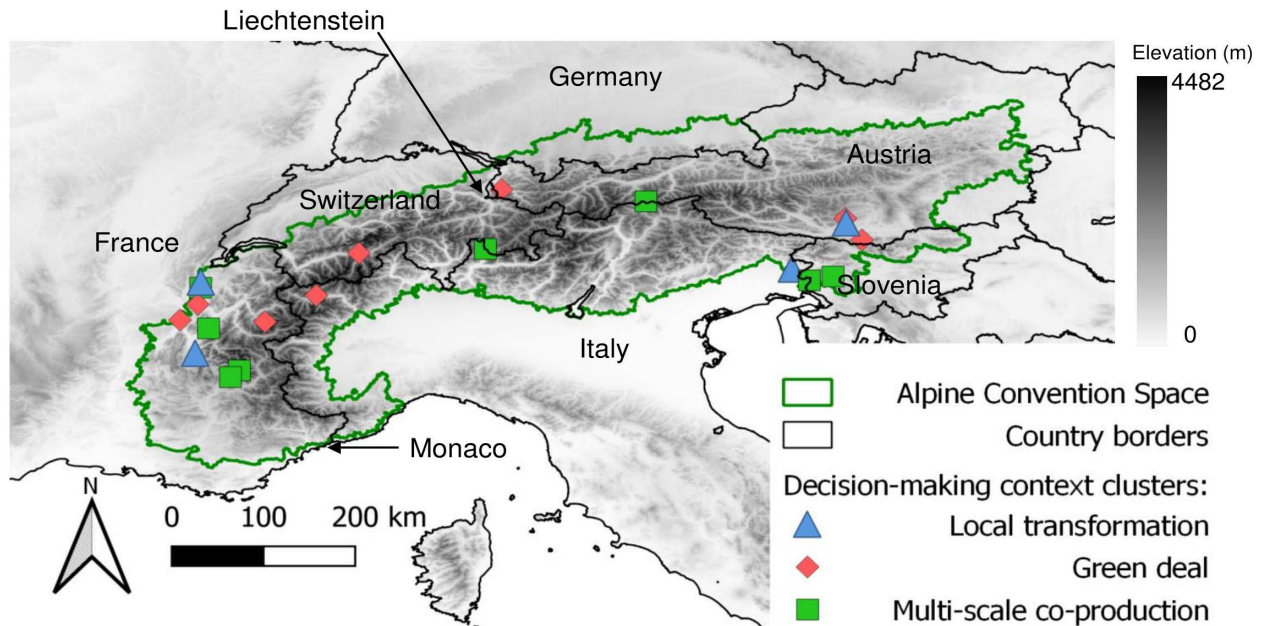 Liechtenstein
Elevation (m)
Germany
4482
Austria
Switzerland
France
Slovenia
0
Italy
Alpine Convention Space
Country borders
Monaco
N
Decision-making context clusters:
0 100 200 km
Local transformation
Green deal
Multi-scale co-production